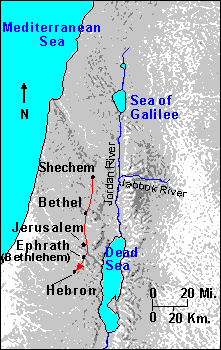 Mediterranean
Sea
N
Sea of
Galilee
Jordan River
Shechem
Jabbok River
Bethel
Jerusalem
Ephrath
(Bethlehem)
Dead
Sea
Hebron
0 20 Mi.
0 20 Km.